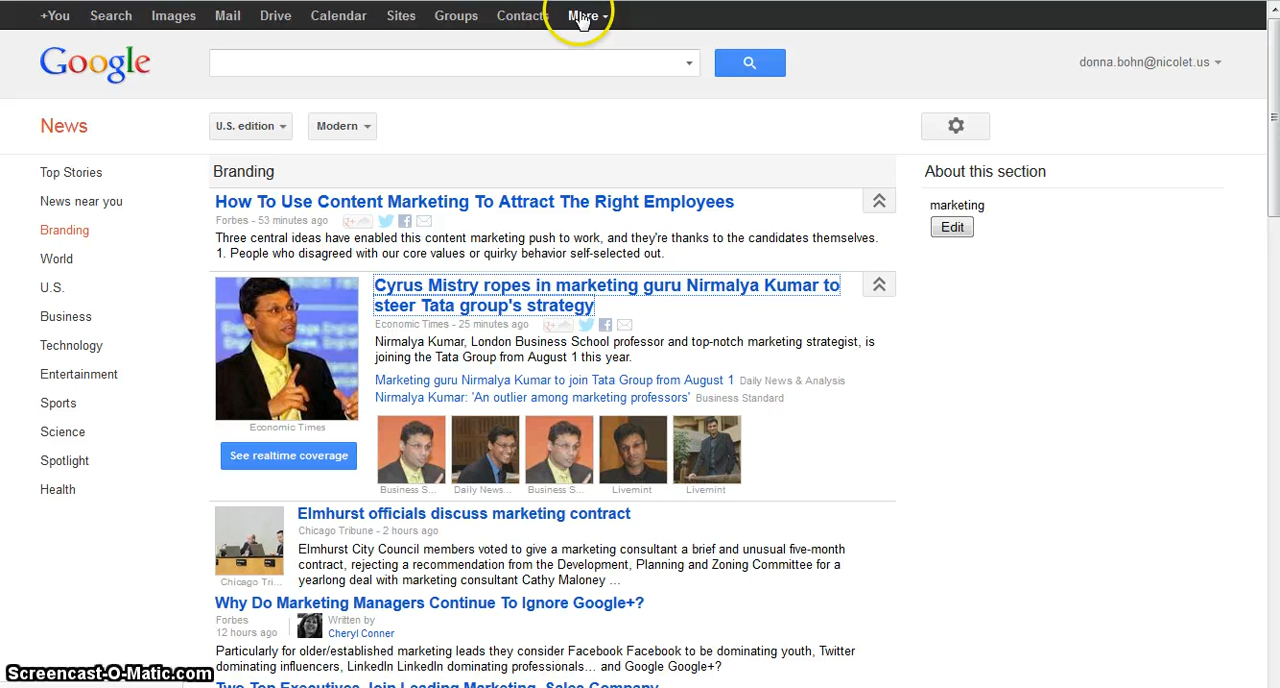 +You Search Images Mail Drive Calendar Sites Groups Contacts More
Google
donna.bohn@nicolet.us
News
U.S. edition
Modern
Top Stories
News near you
Branding
World
U.S.
Business
Technology
Entertainment
Sports
Science
Spotlight
Health
Branding
How To Use Content Marketing To Attract The Right Employees
Forbes - 53 minutes ago
Three central ideas have enabled this content marketing push to work, and they're thanks to the candidates themselves.
1. People who disagreed with our core values or quirky behavior self-selected out.
Economic Times
See realtime coverage
Cyrus Mistry ropes in marketing guru Nirmalya Kumar to
steer Tata group's strategy
Economic Times - 25 minutes ago
Nirmalya Kumar, London Business School professor and top-notch marketing strategist, is
joining the Tata Group from August 1 this year.
Marketing guru Nirmalya Kumar to join Tata Group from August 1 Daily News & Analysis
Nirmalya Kumar: 'An outlier among marketing professors' Business Standard
Business S... Daily News... Business S... Livemint Livemint
Chicago Tri...
Elmhurst officials discuss marketing contract
Chicago Tribune - 2 hours ago
Elmhurst City Council members voted to give a marketing consultant a brief and unusual five-month
contract, rejecting a recommendation from the Development, Planning and Zoning Committee for a
yearlong deal with marketing consultant Cathy Maloney ...
Why Do Marketing Managers Continue To Ignore Google+?
Forbes
12 hours ago
Written by
Cheryl Conner
Particularly for older/established marketing leads they consider Facebook Facebook to be dominating youth, Twitter
dominating influencers, LinkedIn LinkedIn dominating professionals… and Google Google+?
Two Top Executives Join Leading Marketing, Sales Company
About this section
marketing
Edit
Screencast-O-Matic.com